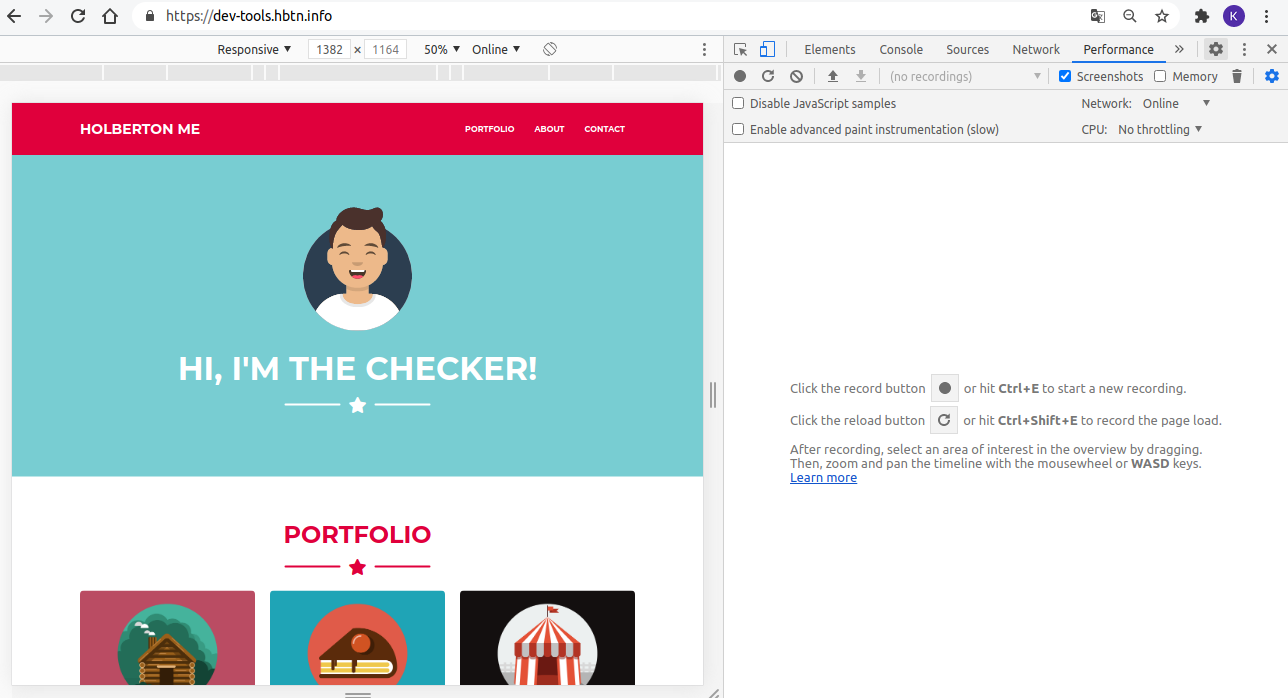 https://dev-tools.hbtn.info
K
Responsive ▼ 1382 × 1164 50% ▼ Online ▼
Elements Console Sources Network Performance »
(no recordings) ▼ Screenshots Memory
Disable JavaScript samples Network: Online ▼
Enable advanced paint instrumentation (slow) CPU: No throttling ▼
HOLBERTON ME PORTFOLIO ABOUT CONTACT
HI, I'M THE CHECKER!
PORTFOLIO
Click the record button or hit Ctrl+E to start a new recording.
Click the reload button or hit Ctrl+Shift+E to record the page load.
After recording, select an area of interest in the overview by dragging.
Then, zoom and pan the timeline with the mousewheel or WASD keys.
Learn more